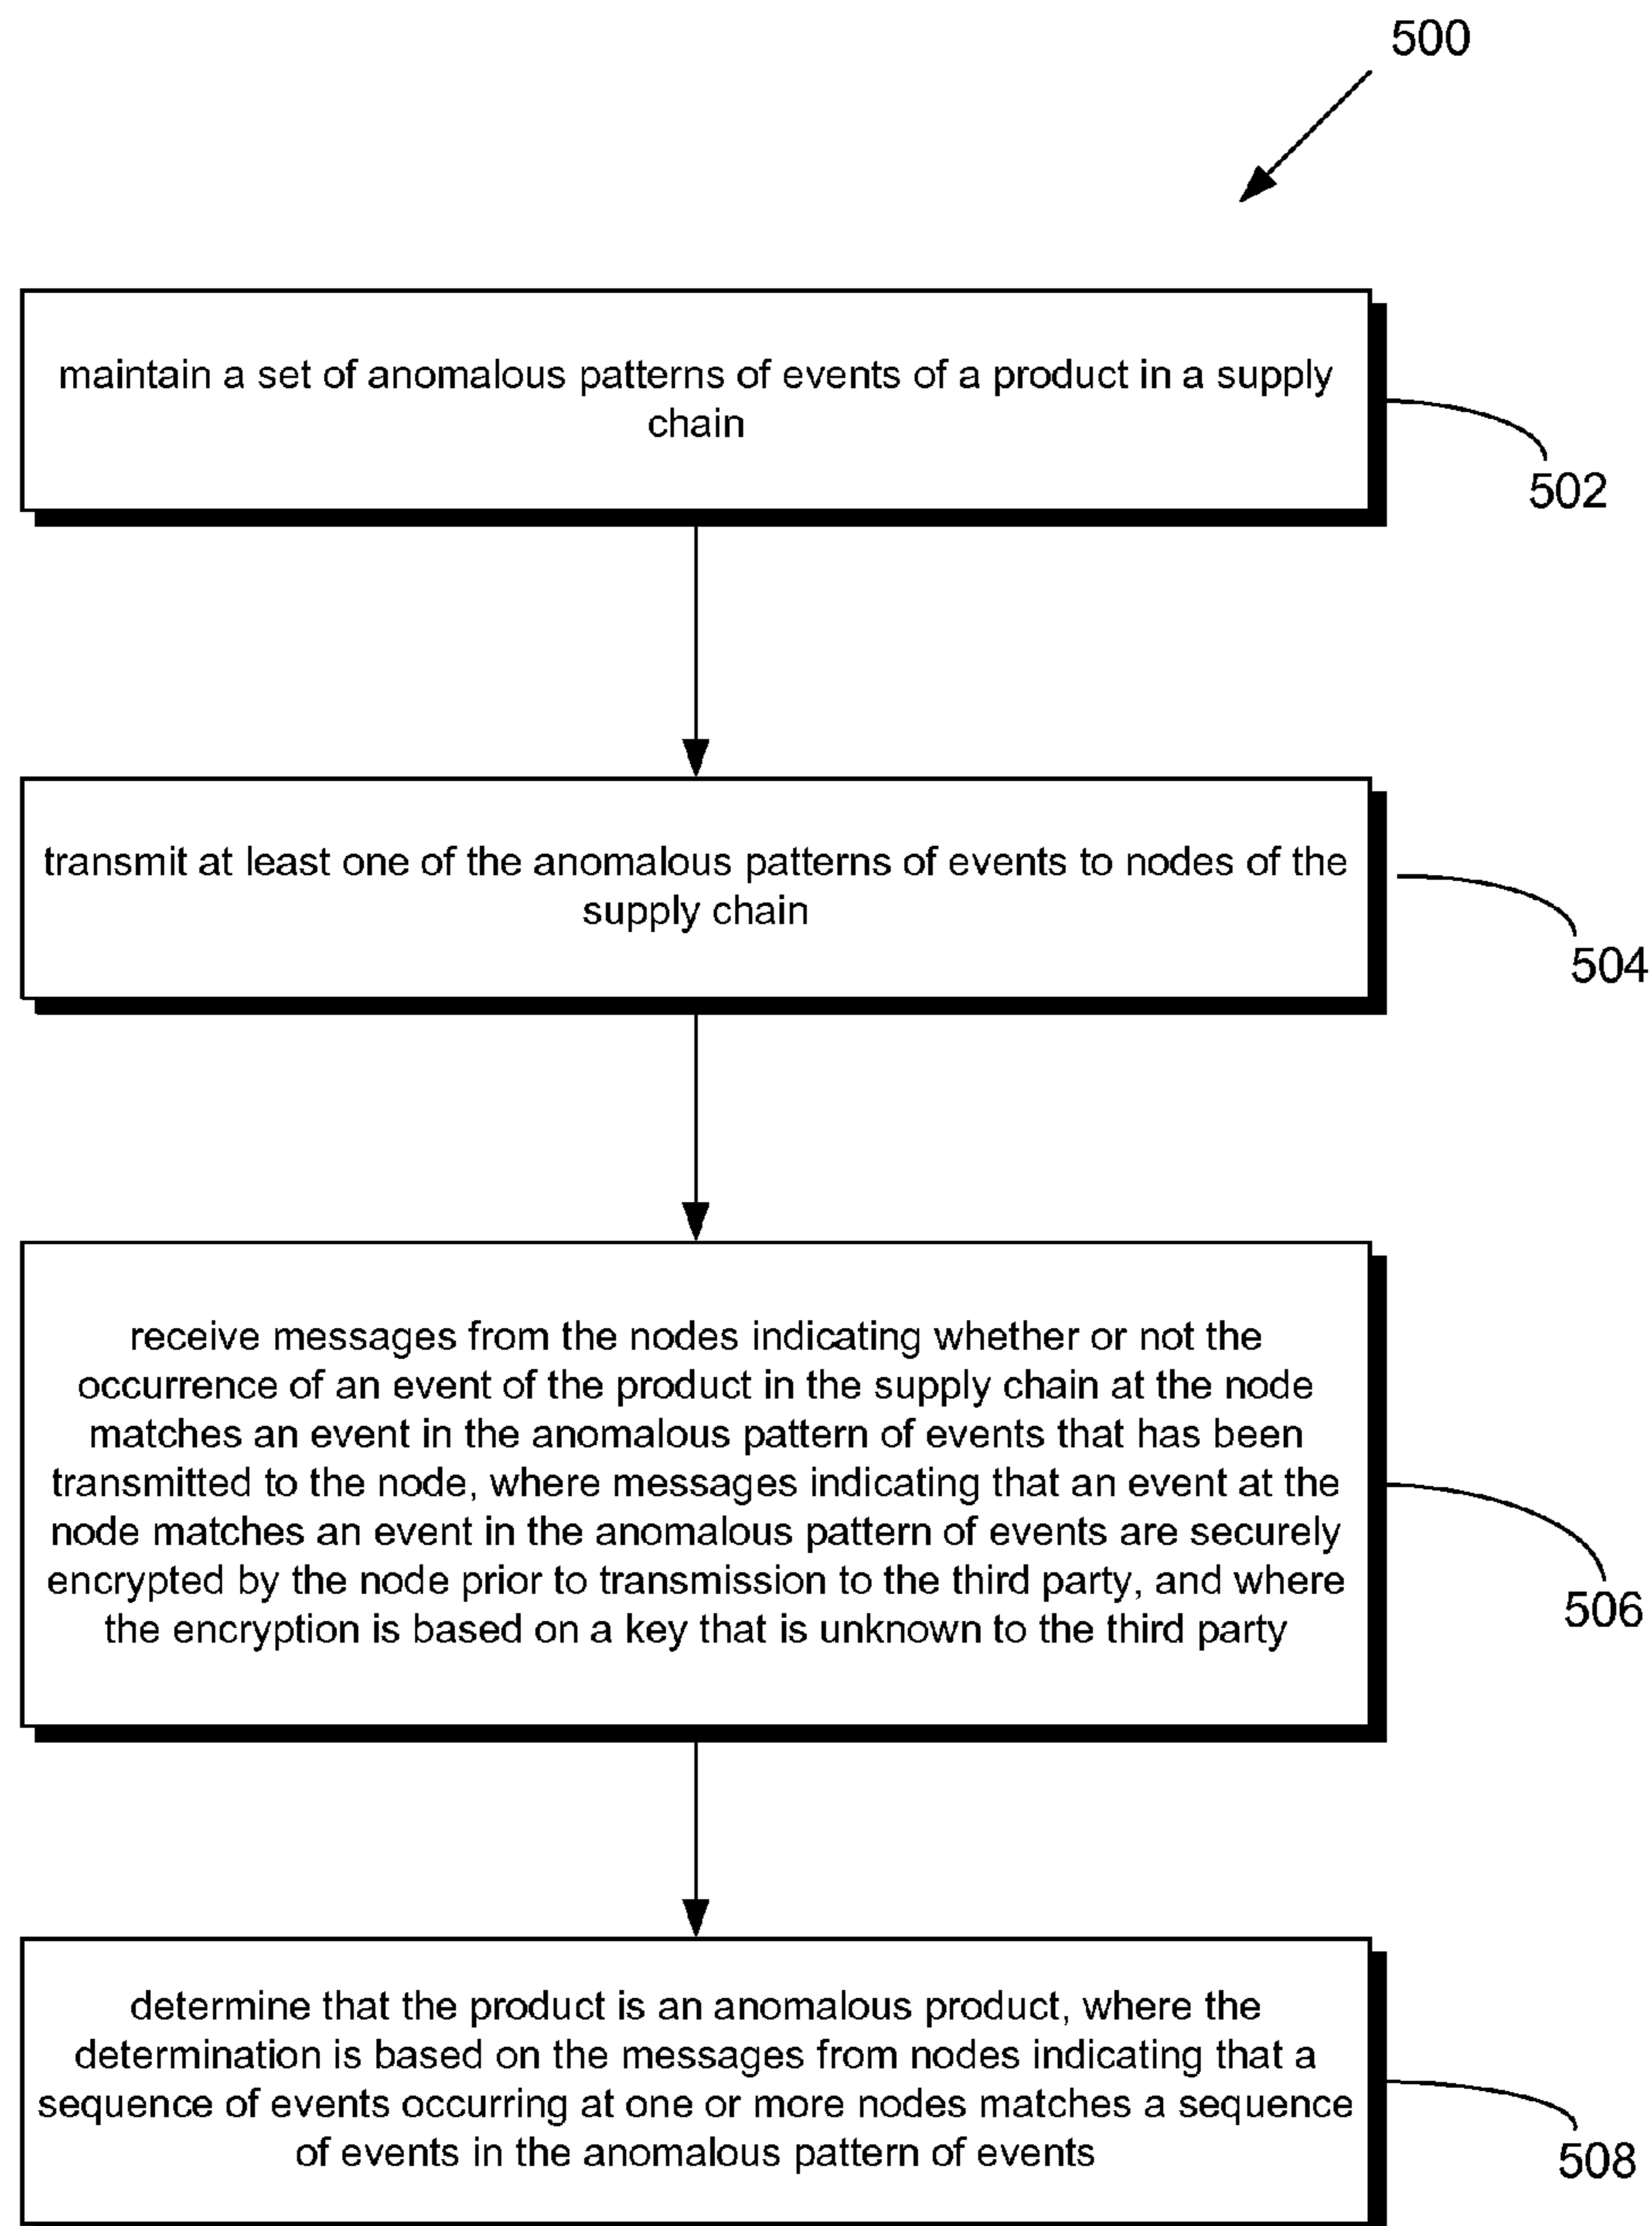 500
maintain a set of anomalous patterns of events of a product in a supply
chain
502
transmit at least one of the anomalous patterns of events to nodes of the
supply chain
504
receive messages from the nodes indicating whether or not the
occurrence of an event of the product in the supply chain at the node
matches an event in the anomalous pattern of events that has been
transmitted to the node, where messages indicating that an event at the
node matches an event in the anomalous pattern of events are securely
encrypted by the node prior to transmission to the third party, and where
the encryption is based on a key that is unknown to the third party
506
determine that the product is an anomalous product, where the
determination is based on the messages from nodes indicating that a
sequence of events occurring at one or more nodes matches a sequence
of events in the anomalous pattern of events
508